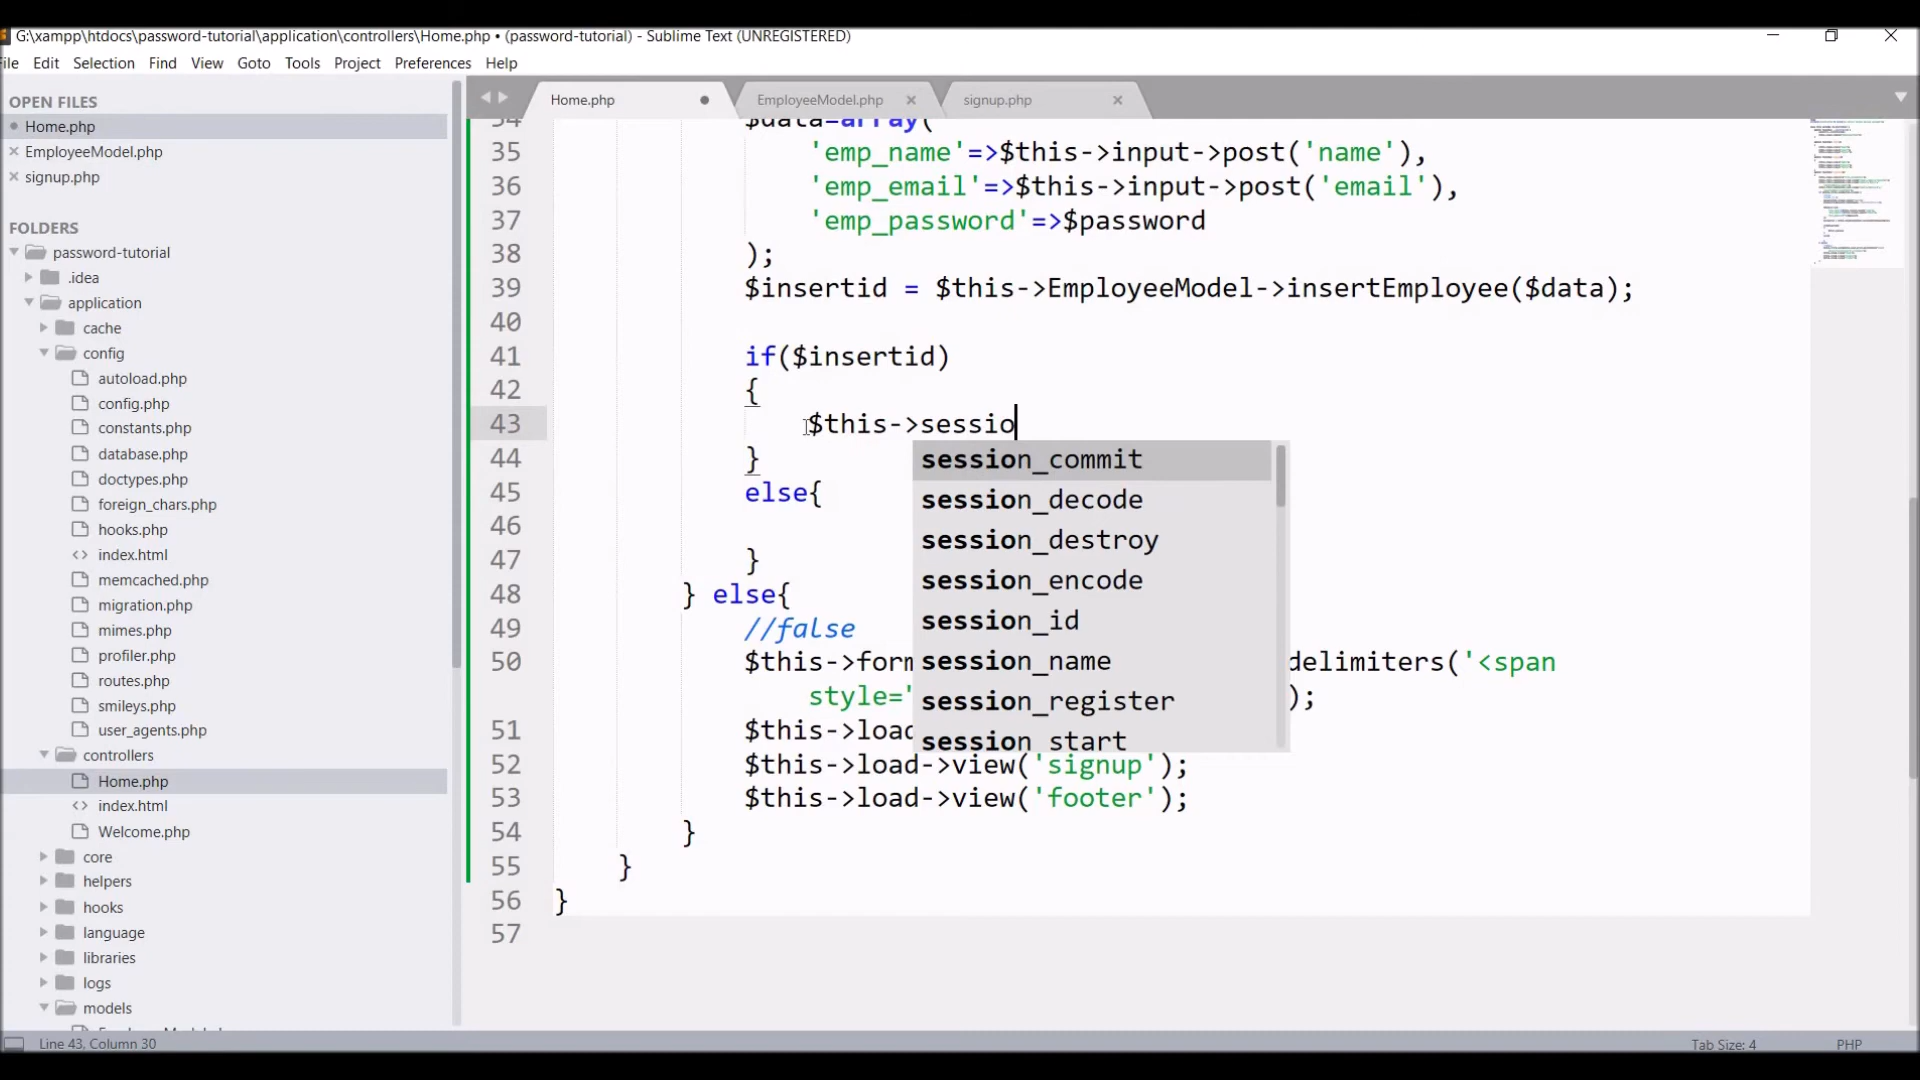 G:\xampp\htdocs\password-tutorial\application\controllers\Home.php • (password-tutorial) - Sublime Text (UNREGISTERED)
ile Edit Selection Find View Goto Tools Project Preferences Help
OPEN FILES
Home.php
EmployeeModel.php
signup.php
FOLDERS
password-tutorial
.idea
application
cache
config
autoload.php
config.php
constants.php
database.php
doctypes.php
foreign_chars.php
hooks.php
index.html
memcached.php
migration.php
mimes.php
profiler.php
routes.php
smileys.php
user_agents.php
controllers
Home.php
index.html
Welcome.php
core
helpers
hooks
language
libraries
logs
models
Home.php EmployeeModel.php signup.php
34 $data=array(
35 'emp_name'=>$this->input->post('name'),
36 'emp_email'=>$this->input->post('email'),
37 'emp_password'=>$password
38 );
39 $insertid = $this->EmployeeModel->insertEmployee($data);
40
41 if($insertid)
42 {
43 $this->sessio
44 }
45 else{
46
47 }
48 } else{
49 //false
50 $this->form delimiters('<span
style=' );
51 $this->load
52 $this->load->view('signup');
53 $this->load->view('footer');
54 }
55 }
56 }
57
session_commit
session_decode
session_destroy
session_encode
session_id
session_name
session_register
session_start
Line 43, Column 30 Tab Size: 4 PHP